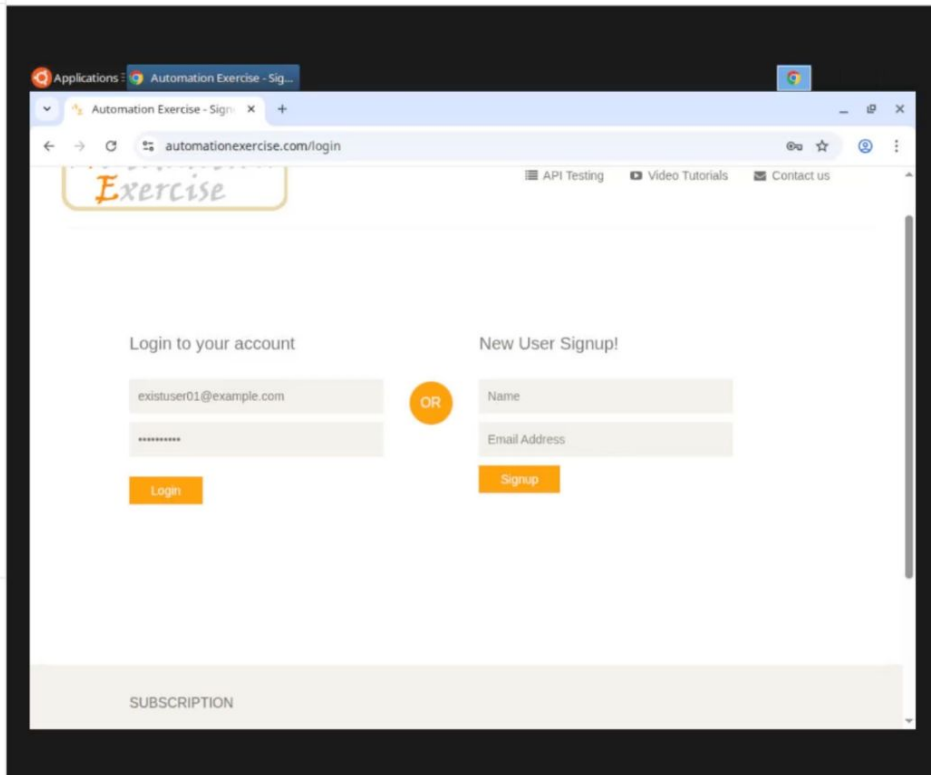 Applications
Automation Exercise - Sig...
Automation Exercise - Sign
automationexercise.com/login
Exercise
API Testing
Video Tutorials
Contact us
Login to your account
New User Signup!
existuser01@example.com
OR
Name
••••••••••
Email Address
Login
Signup
SUBSCRIPTION